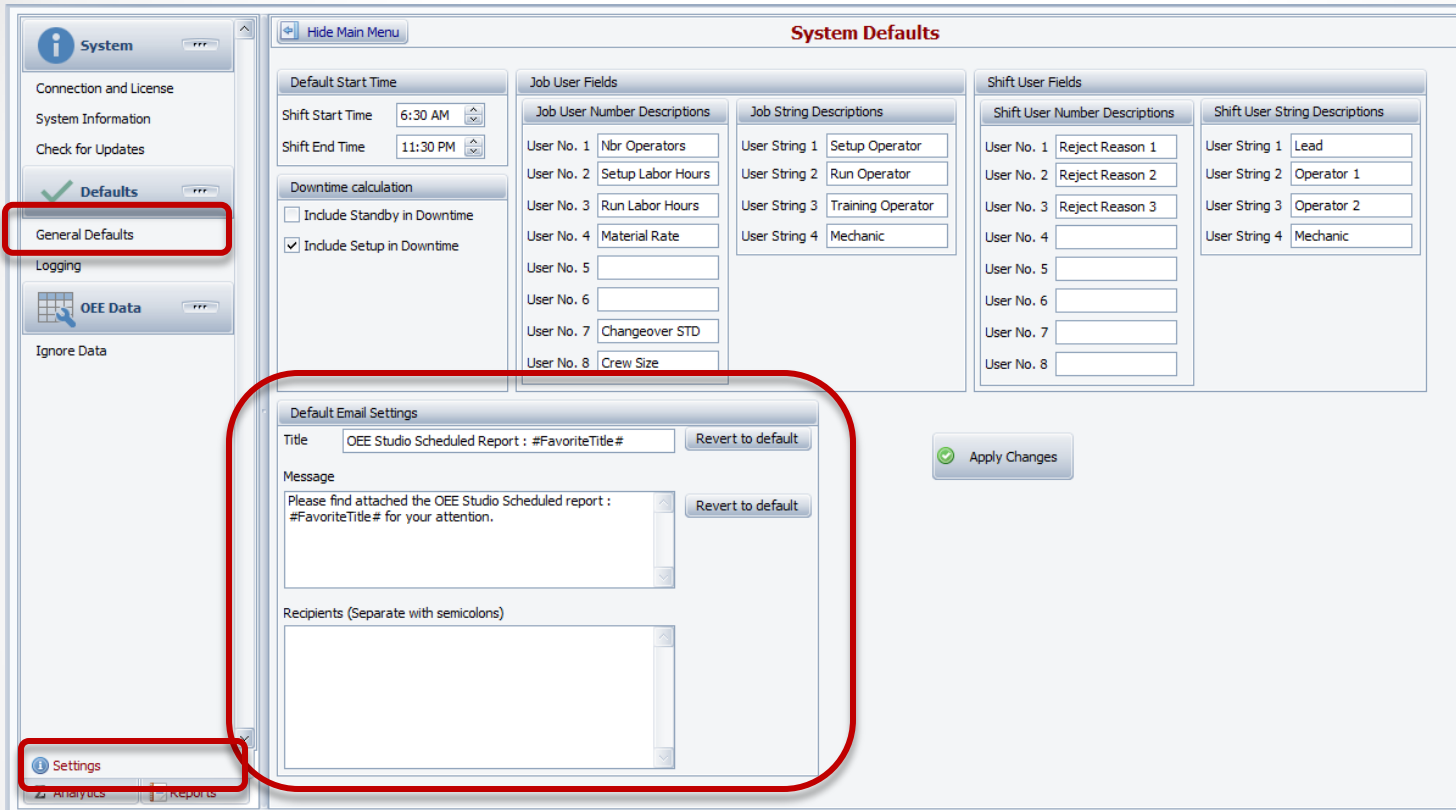 System
Connection and License
System Information
Check for Updates
Defaults
General Defaults
Logging
OEE Data
Ignore Data
Settings
Analytics
Reports
Hide Main Menu
System Defaults
Default Start Time
Shift Start Time 6:30 AM
Shift End Time 11:30 PM
Downtime calculation
Include Standby in Downtime
Include Setup in Downtime
Job User Fields
Job User Number Descriptions
User No. 1 Nbr Operators
User No. 2 Setup Labor Hours
User No. 3 Run Labor Hours
User No. 4 Material Rate
User No. 5
User No. 6
User No. 7 Changeover STD
User No. 8 Crew Size
Job String Descriptions
User String 1 Setup Operator
User String 2 Run Operator
User String 3 Training Operator
User String 4 Mechanic
Shift User Fields
Shift User Number Descriptions
User No. 1 Reject Reason 1
User No. 2 Reject Reason 2
User No. 3 Reject Reason 3
User No. 4
User No. 5
User No. 6
User No. 7
User No. 8
Shift User String Descriptions
User String 1 Lead
User String 2 Operator 1
User String 3 Operator 2
User String 4 Mechanic
Default Email Settings
Title OEE Studio Scheduled Report : #FavoriteTitle# Revert to default
Message
Please find attached the OEE Studio Scheduled report :
#FavoriteTitle# for your attention.
Revert to default
Recipients (Separate with semicolons)
Apply Changes